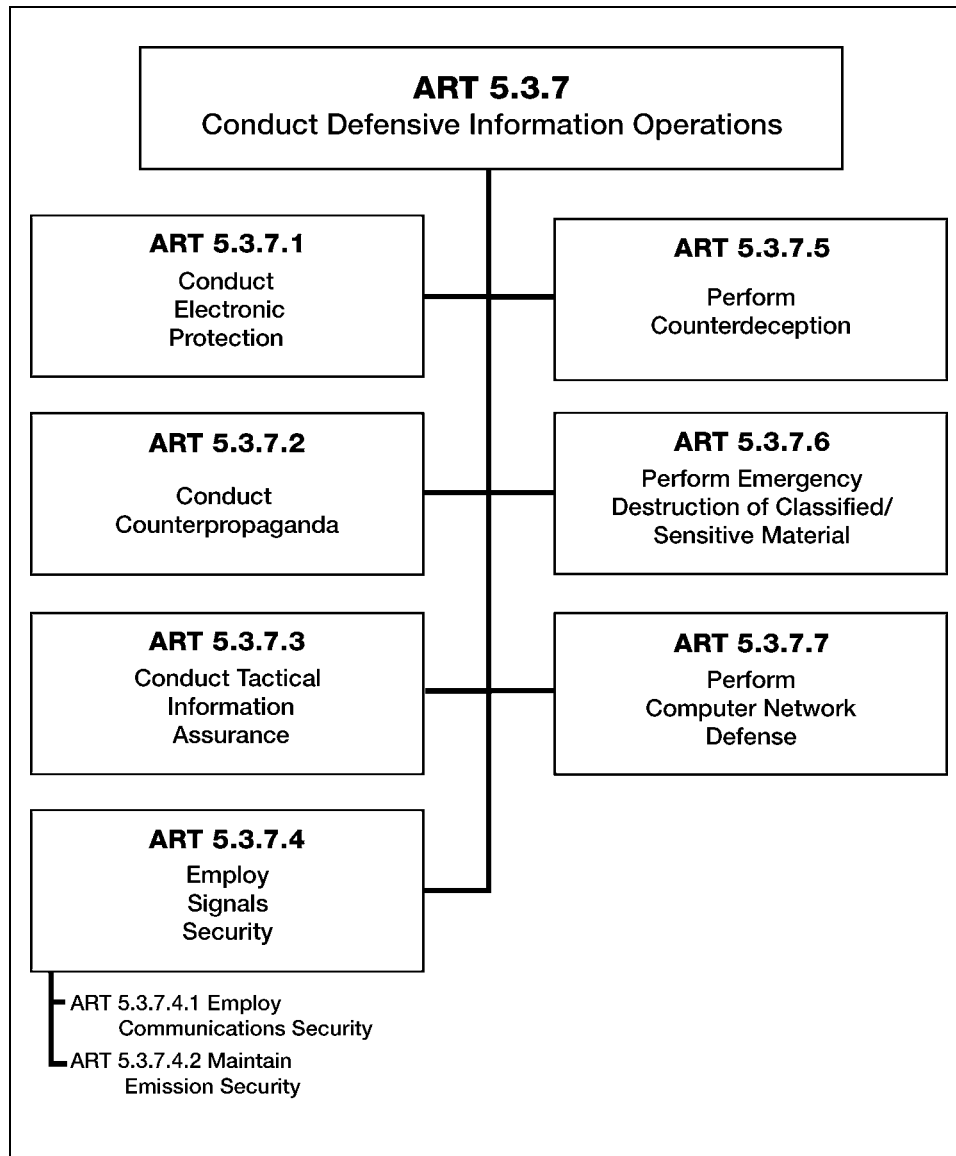 ART 5.3.7
Conduct Defensive Information Operations
ART 5.3.7.1
Conduct
Electronic
Protection
ART 5.3.7.2
Conduct
Counterpropaganda
ART 5.3.7.3
Conduct Tactical
Information
Assurance
ART 5.3.7.4
Employ
Signals
Security
ART 5.3.7.4.1 Employ
Communications Security
ART 5.3.7.4.2 Maintain
Emission Security
ART 5.3.7.5
Perform
Counterdeception
ART 5.3.7.6
Perform Emergency
Destruction of Classified/
Sensitive Material
ART 5.3.7.7
Perform
Computer Network
Defense